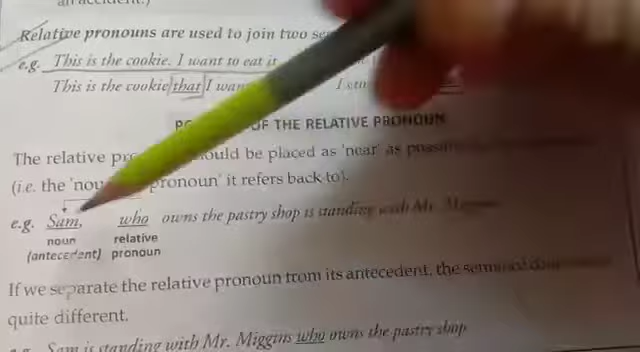 an accident.)
Relative pronouns are used to join two
e.g. This is the cookie. I want to eat it
This is the cookie that I
OF THE RELATIVE PRONOUN
The relative be placed as 'near' as
(i.e. the pronoun' it refers back to).
e.g. Sam, who owns the pastry shop is standing with Mr. Miggins
noun relative
(antecedent) pronoun
If we separate the relative pronoun from its antecedent, the
quite different.
Sam is standing with Mr. Miggins who owns the pastry shop